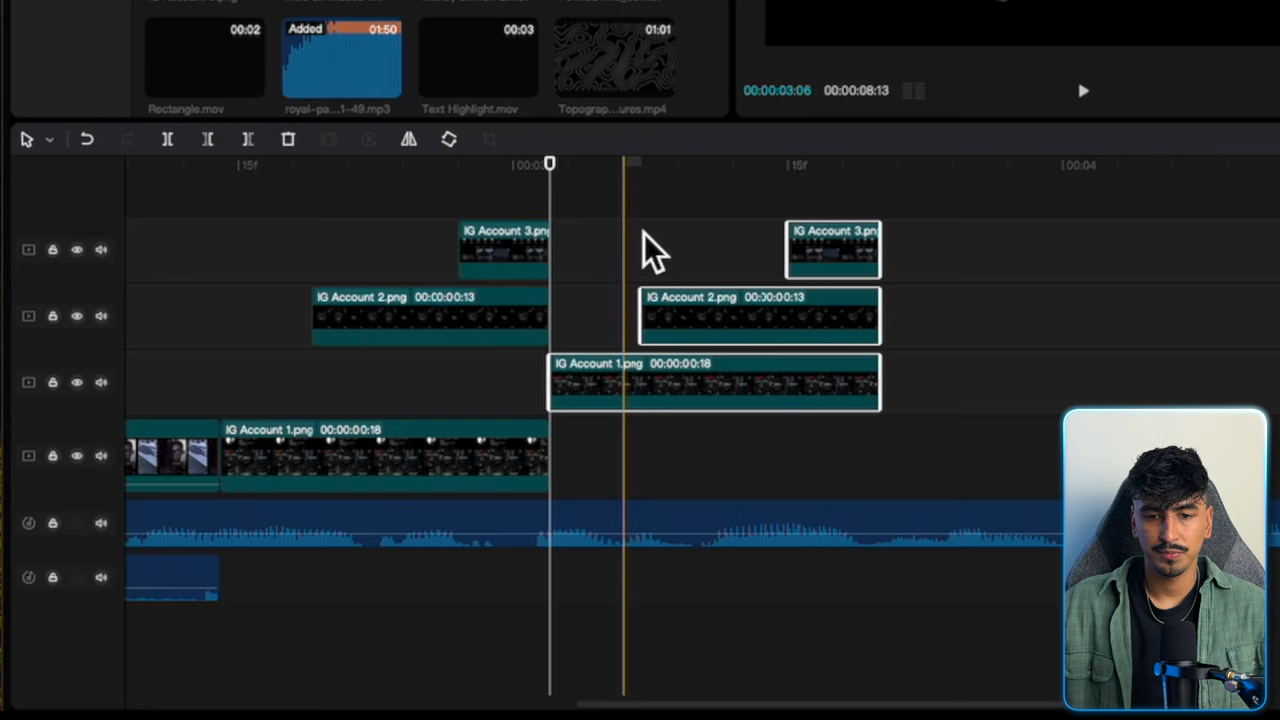 00:02
Added
01:50
00:03
01:01
Rectangle.mov
royal-pa...1-49.mp3
Text Highlight.mov
Topograp...ures.mp4
00:00:03:06
00:00:08:13
15f
15f
00:04
IG Account 3.png
IG Account 3.png
IG Account 2.png 00:00:00:13
IG Account 2.png 00:00:00:13
IG Account 1.png 00:00:00:18
IG Account 1.png 00:00:00:18